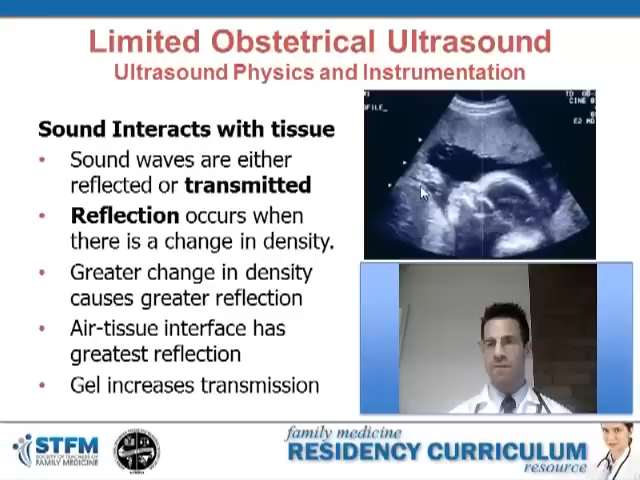 Limited Obstetrical Ultrasound
Ultrasound Physics and Instrumentation
Sound Interacts with tissue
• Sound waves are either
reflected or transmitted
• Reflection occurs when
there is a change in density.
• Greater change in density
causes greater reflection
• Air-tissue interface has
greatest reflection
• Gel increases transmission
STFM
SOCIETY OF TEACHERS OF
FAMILY MEDICINE
family medicine
RESIDENCY CURRICULUM
resource